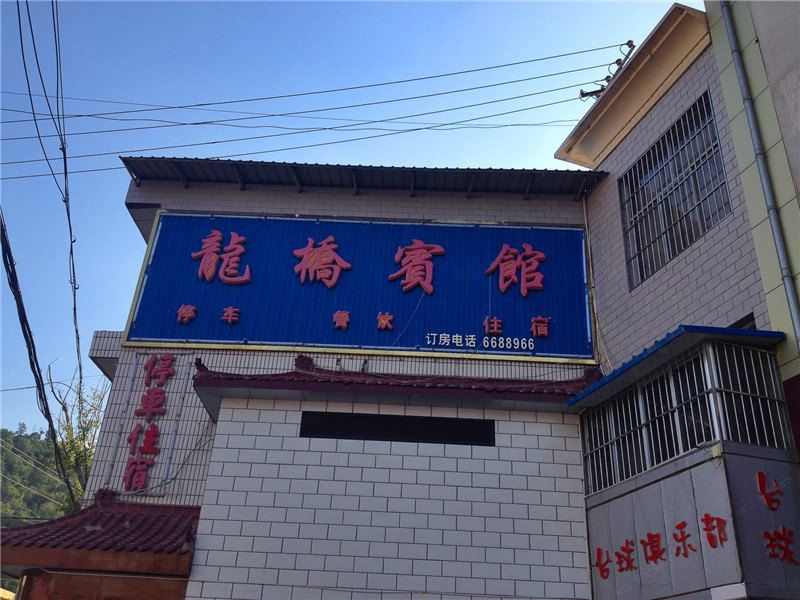 龍橋賓館
停车 餐饮 住宿
订房电话 6688966
停車住宿
台球俱乐部
台球